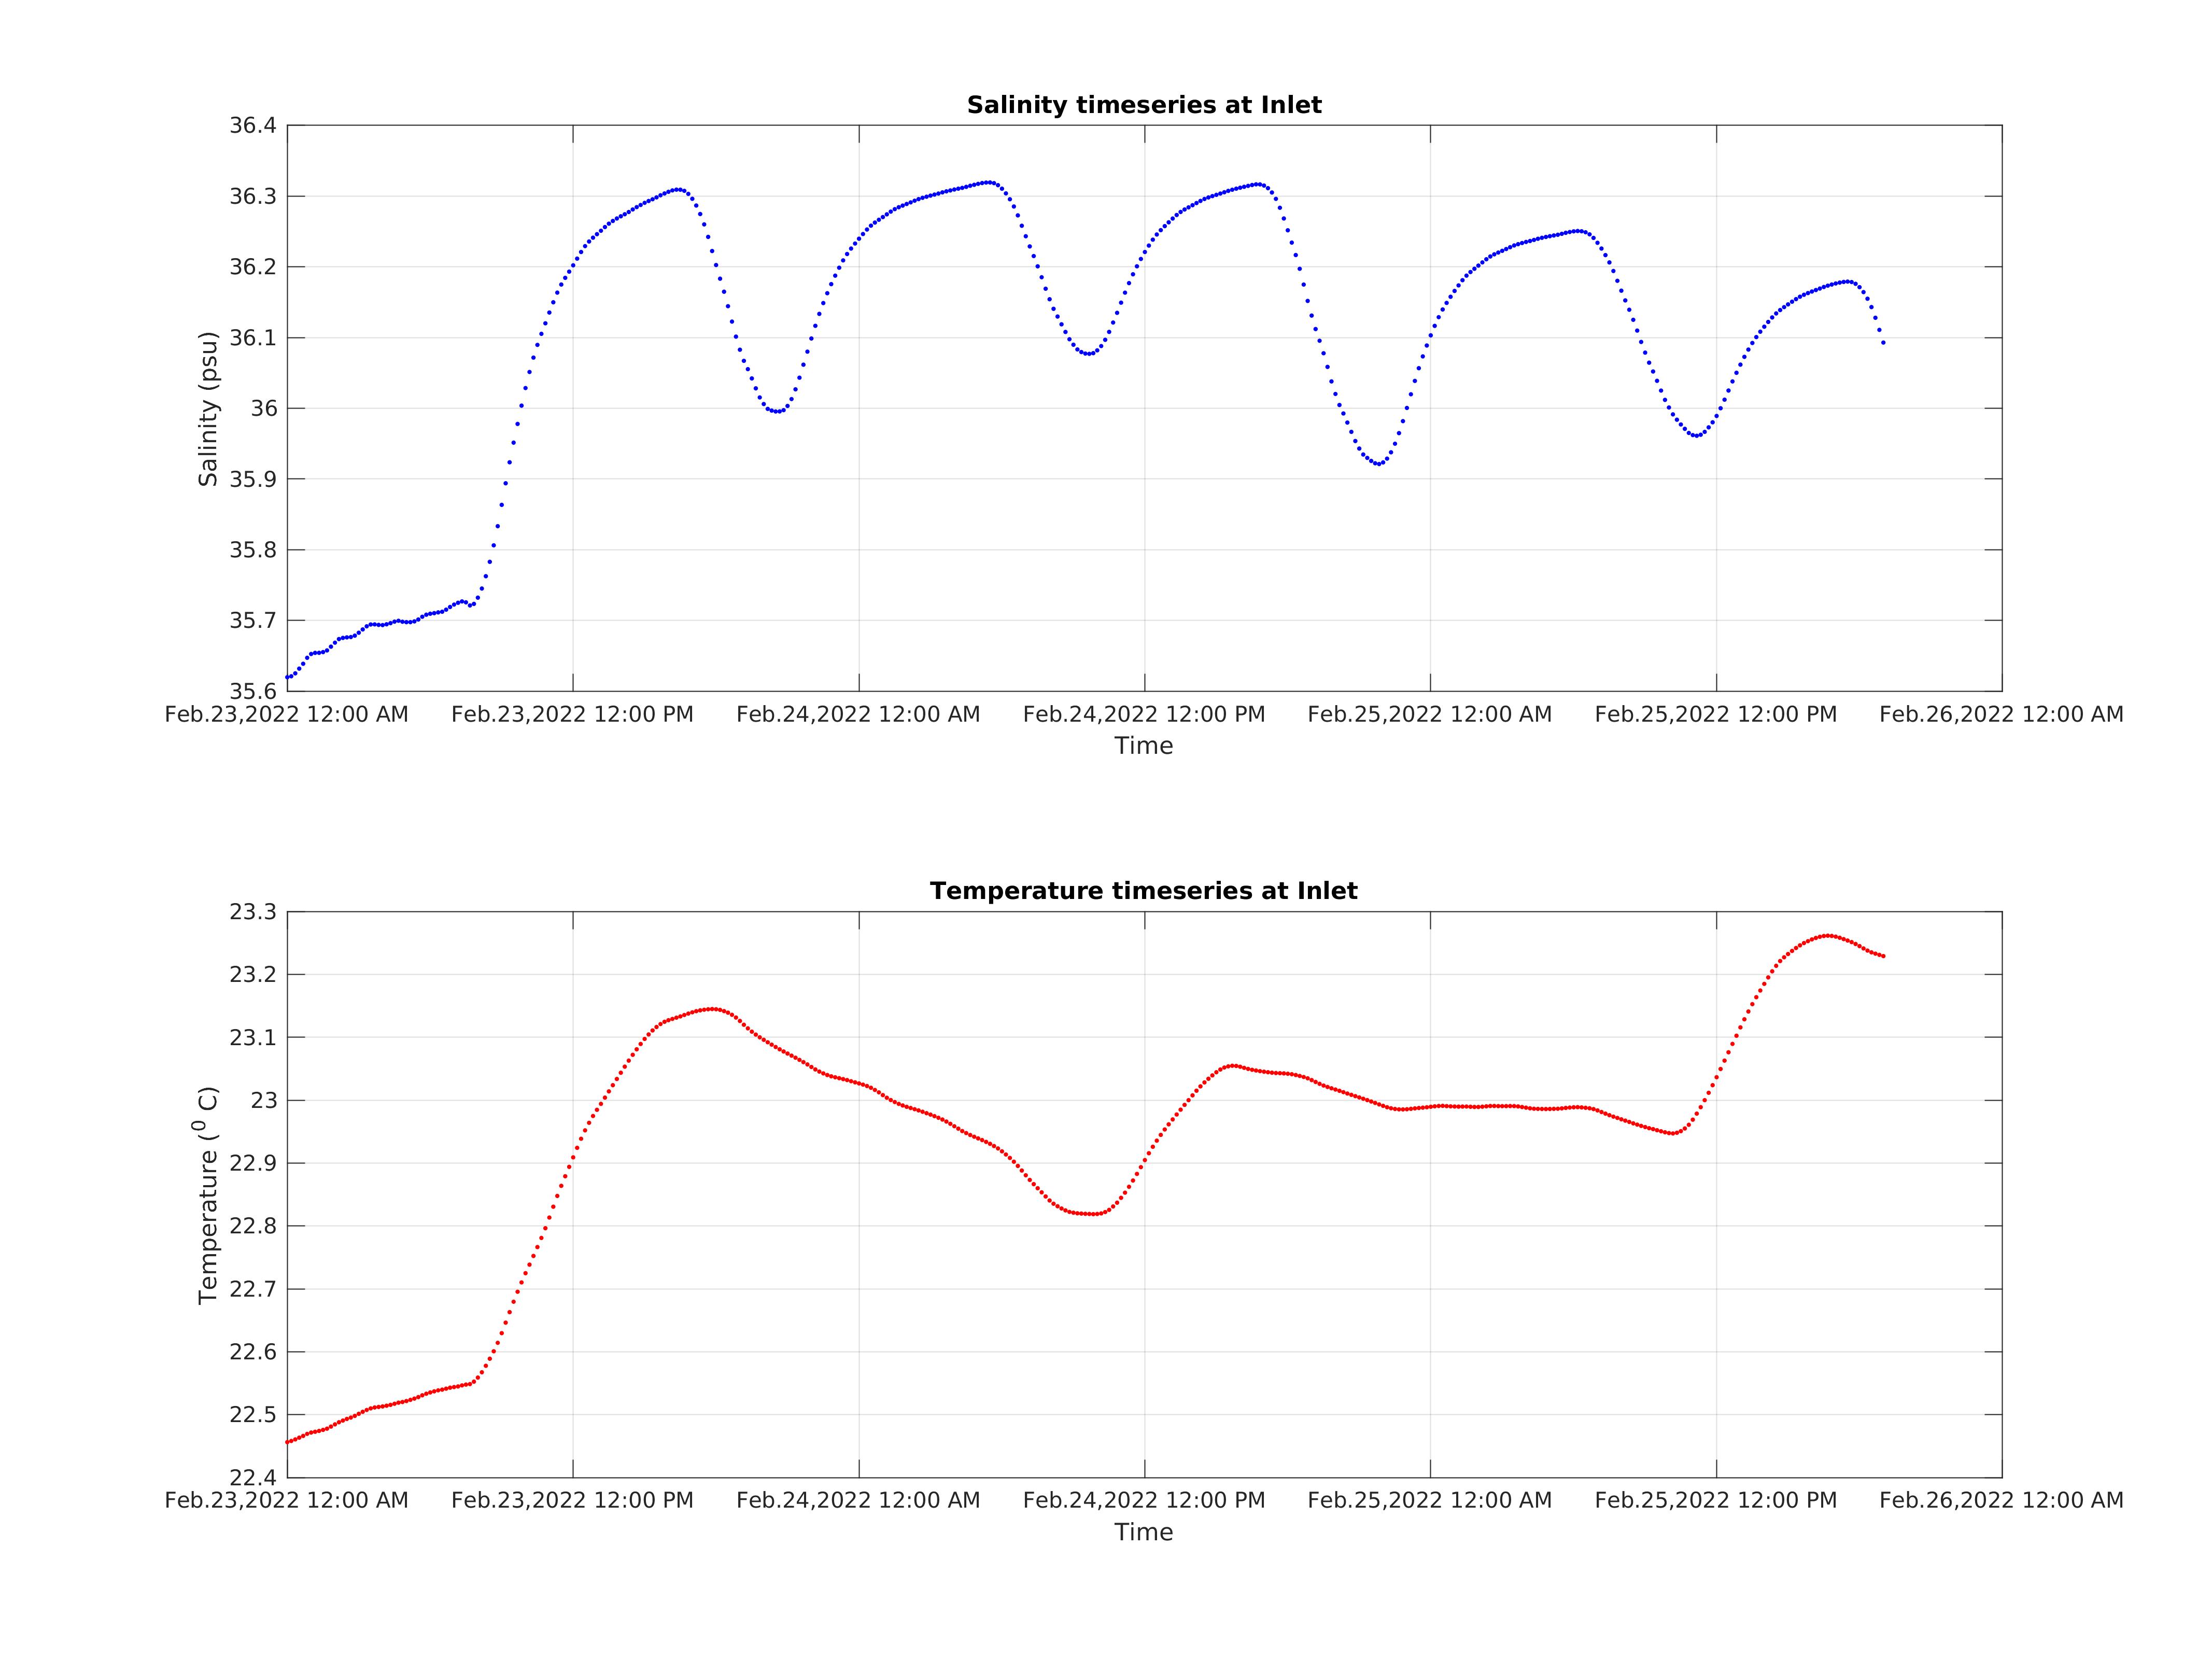 Salinity timeseries at Inlet
36.4
36.3
36.2
36.1
36
35.9
35.8
35.7
35.6
Salinity (psu)
Feb.23,2022 12:00 AM Feb.23,2022 12:00 PM Feb.24,2022 12:00 AM Feb.24,2022 12:00 PM Feb.25,2022 12:00 AM Feb.25,2022 12:00 PM Feb.26,2022 12:00 AM
Time
Temperature timeseries at Inlet
23.3
23.2
23.1
23
22.9
22.8
22.7
22.6
22.5
22.4
Temperature (⁰ C)
Feb.23,2022 12:00 AM Feb.23,2022 12:00 PM Feb.24,2022 12:00 AM Feb.24,2022 12:00 PM Feb.25,2022 12:00 AM Feb.25,2022 12:00 PM Feb.26,2022 12:00 AM
Time